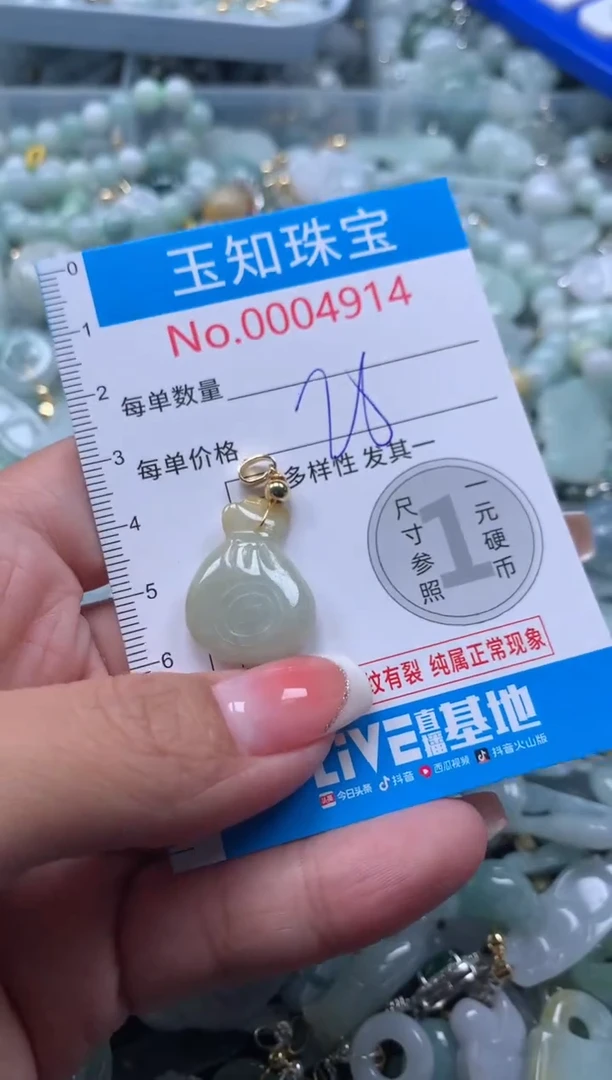 玉知珠宝
No.0004914
0
1
2
每单数量
3
每单价格
28
多样性 发其一
4
尺寸参照
1
一元硬币
5
6
纹有裂 纯属正常现象
LiVE直播基地
头条 今日头条 抖音 西瓜视频 抖音火山版